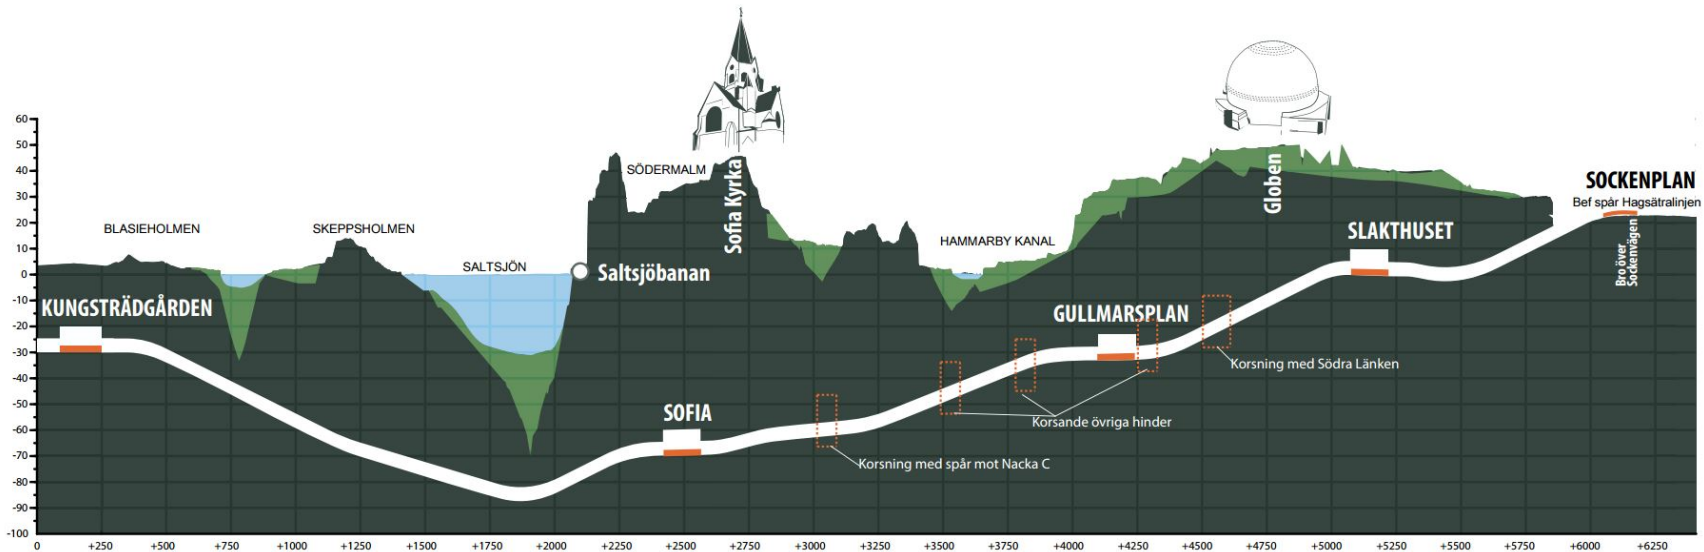 60
50
40
30
20
10
0
-10
-20
-30
-40
-50
-60
-70
-80
-90
-100
BLASIEHOLMEN
SKEPPSHOLMEN
SALTSJÖN
SÖDERMALM
Sofia Kyrka
HAMMARBY KANAL
Globen
SOCKENPLAN
Bef spår Hagsätralinjen
Bro över
Sockenvägen
Saltsjöbanan
KUNGSTRÄDGÅRDEN
SOFIA
GULLMARSPLAN
SLAKTHUSET
Korsning med Södra Länken
Korsande övriga hinder
Korsning med spår mot Nacka C
0 +250 +500 +750 +1000 +1250 +1500 +1750 +2000 +2250 +2500 +2750 +3000 +3250 +3500 +3750 +4000 +4250 +4500 +4750 +5000 +5250 +5500 +5750 +6000 +6250